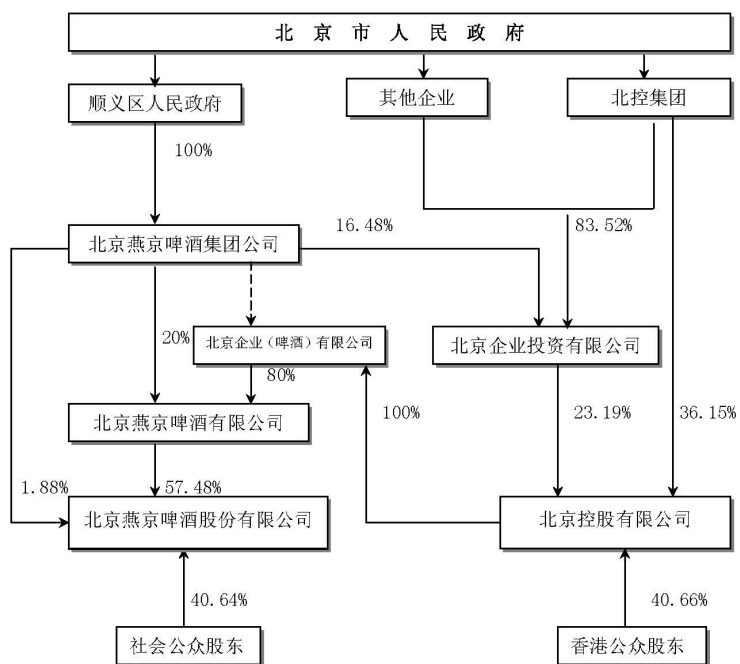 北京市人民政府
顺义区人民政府
其他企业
北控集团
100%
16.48%
83.52%
北京燕京啤酒集团公司
20%
北京企业（啤酒）有限公司
北京企业投资有限公司
80%
北京燕京啤酒有限公司
100%
23.19%
36.15%
1.88%
57.48%
北京燕京啤酒股份有限公司
北京控股有限公司
40.64%
40.66%
社会公众股东
香港公众股东